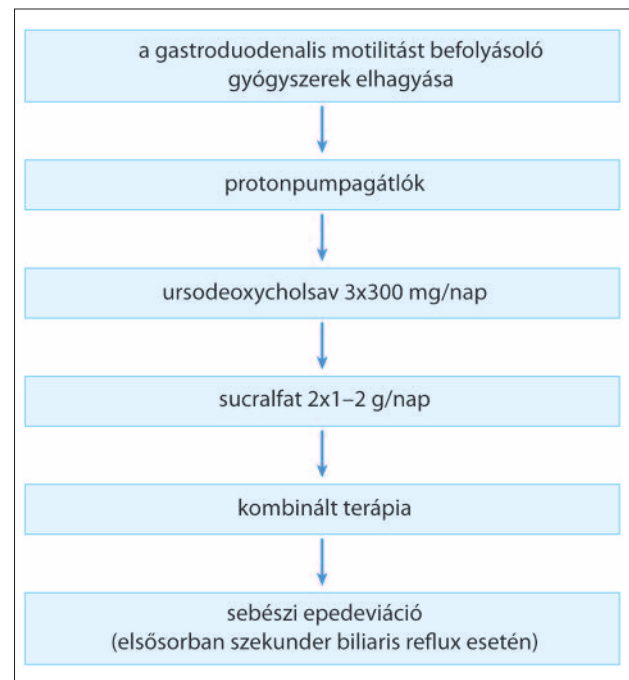 a gastroduodenalis motilitást befolyásoló
gyógyszerek elhagyása
protonpumpagátlók
ursodeoxycholsav 3x300 mg/nap
sucralfat 2x1–2 g/nap
kombinált terápia
sebészi epedeviáció
(elsősorban szekunder biliaris reflux esetén)